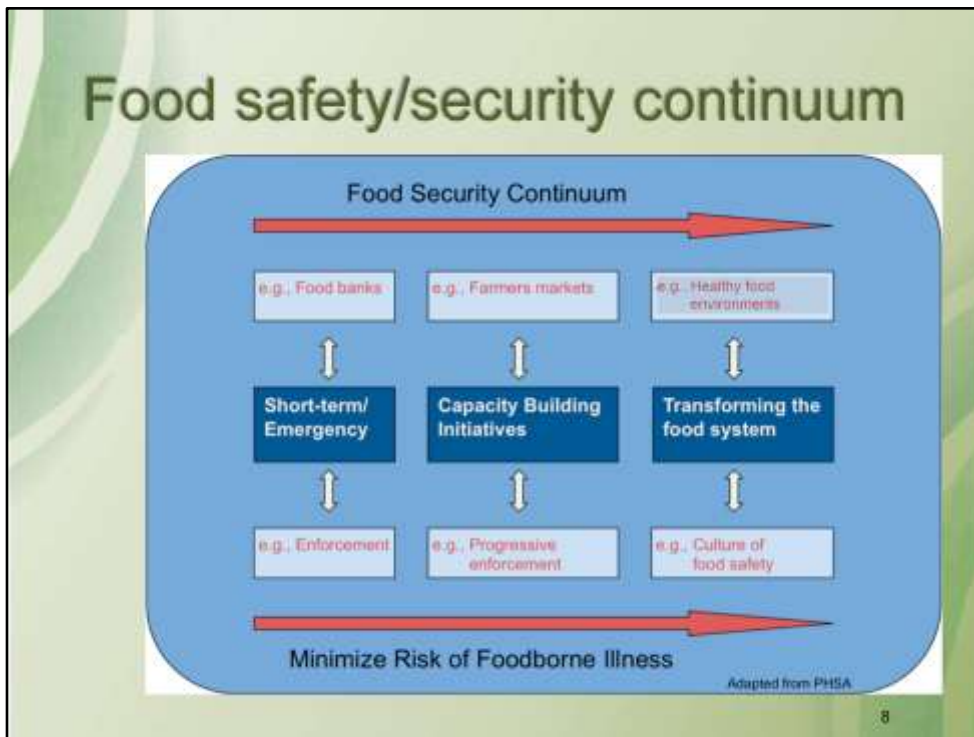 Food safety/security continuum
Food Security Continuum
e.g., Food banks
e.g., Farmers markets
e.g., Healthy food
environments
Short-term/
Emergency
Capacity Building
Initiatives
Transforming the
food system
e.g., Enforcement
e.g., Progressive
enforcement
e.g., Culture of
food safety
Minimize Risk of Foodborne Illness
Adapted from PHSA
8